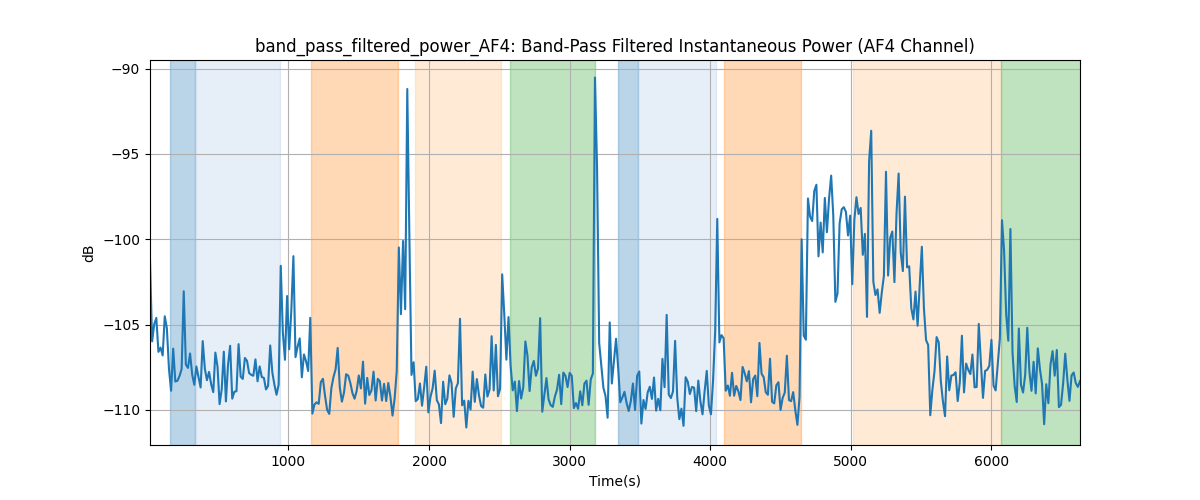 band_pass_filtered_power_AF4: Band-Pass Filtered Instantaneous Power (AF4 Channel)
−90
−95
−100
−105
−110
dB
1000 2000 3000 4000 5000 6000
Time(s)